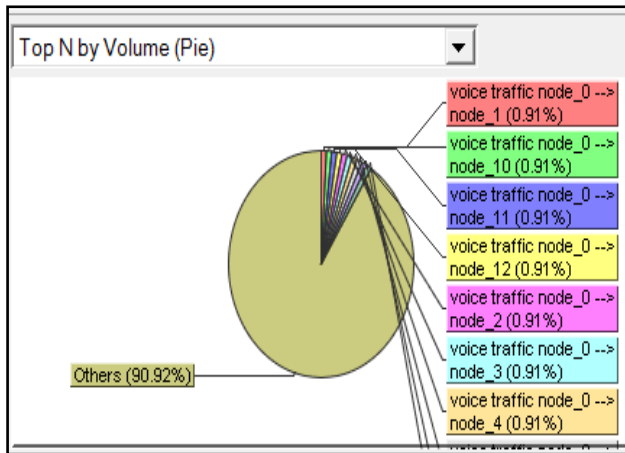 Top N by Volume (Pie)
voice traffic node_0 -->
node_1 (0.91%)
voice traffic node_0 -->
node_10 (0.91%)
voice traffic node_0 -->
node_11 (0.91%)
voice traffic node_0 -->
node_12 (0.91%)
voice traffic node_0 -->
node_2 (0.91%)
voice traffic node_0 -->
node_3 (0.91%)
voice traffic node_0 -->
node_4 (0.91%)
Others (90.92%)